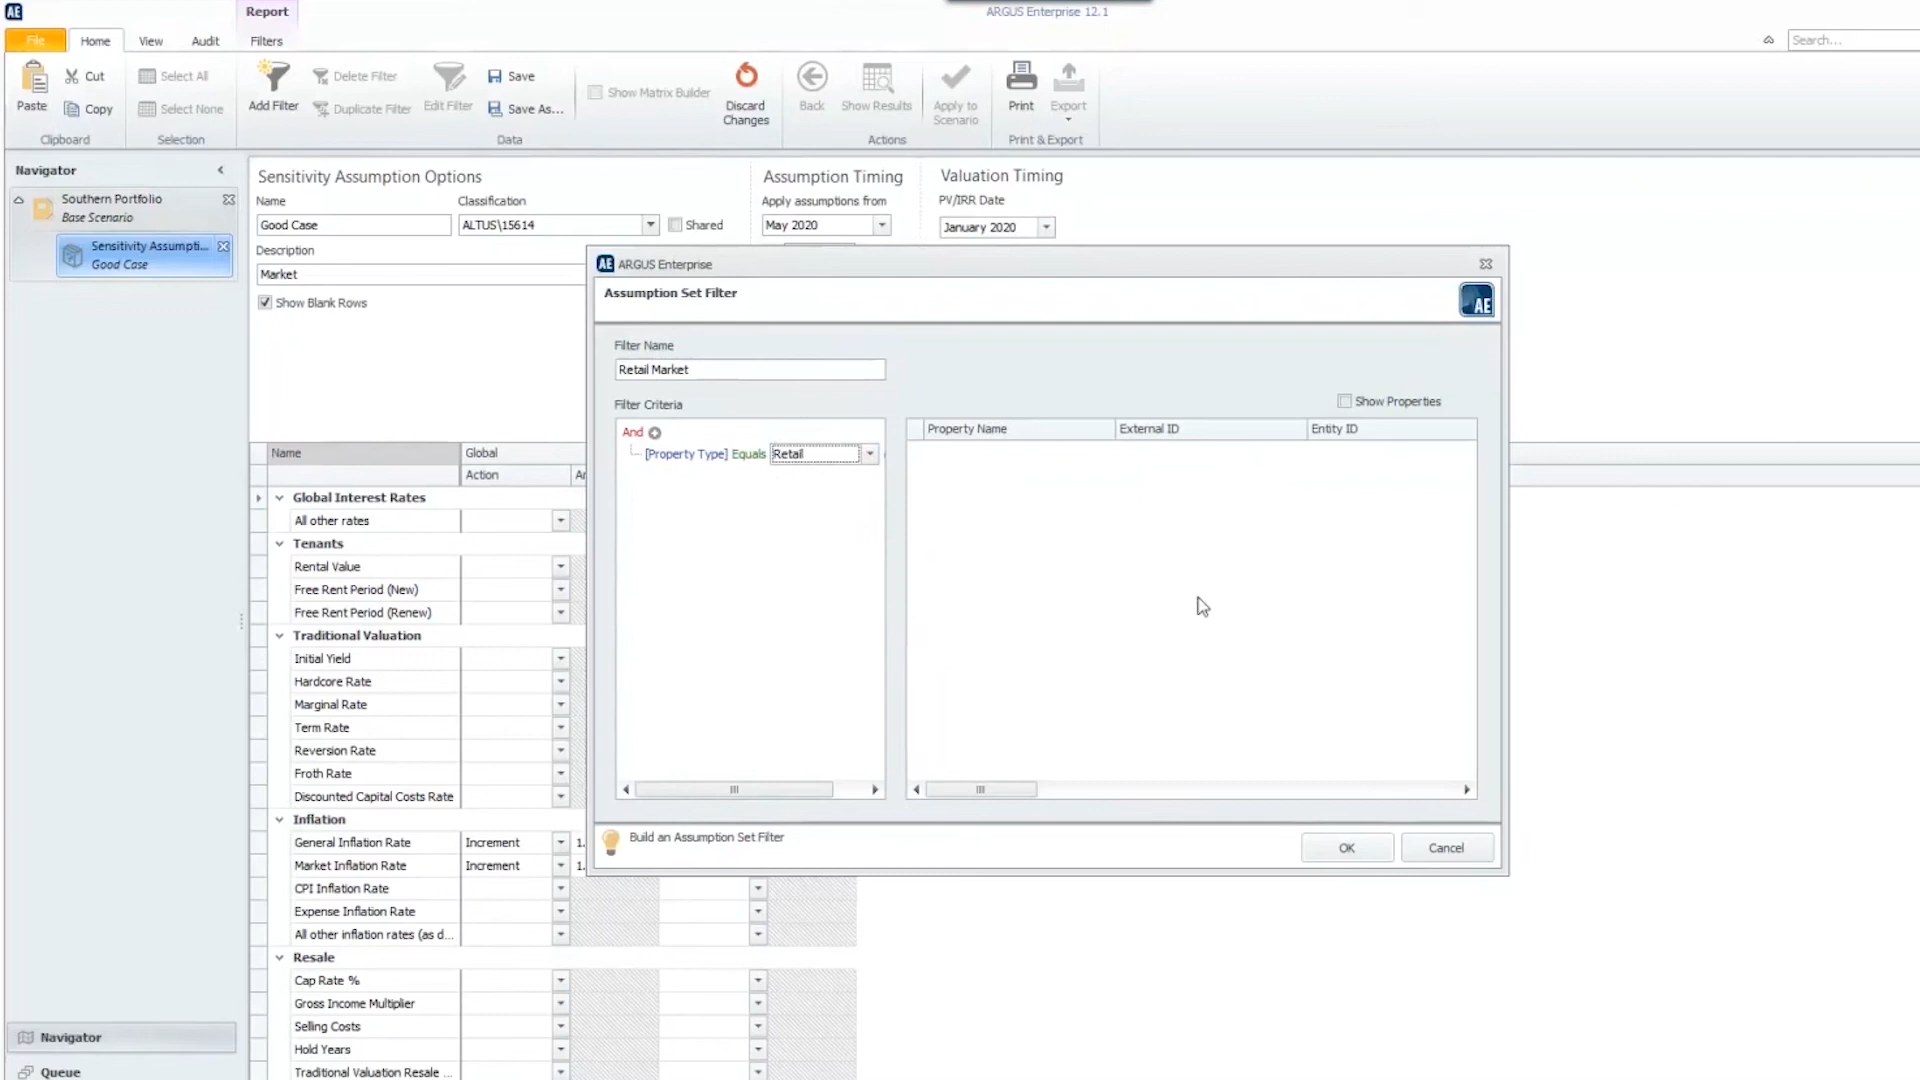 AE
Report
ARGUS Enterprise 12.1
File
Home
View
Audit
Filters
Search...
Paste
Cut
Copy
Clipboard
Select All
Select None
Selection
Add Filter
Delete Filter
Duplicate Filter
Edit Filter
Save
Save As...
Data
Show Matrix Builder
Discard
Changes
Back
Show Results
Apply to
Scenario
Actions
Print
Export
Print & Export
Navigator
Southern Portfolio
Base Scenario
Sensitivity Assumpti...
Good Case
Sensitivity Assumption Options
Name
Classification
Good Case
ALTUS\15614
Shared
Description
Market
Show Blank Rows
Assumption Timing
Apply assumptions from
May 2020
Valuation Timing
PV/IRR Date
January 2020
AE ARGUS Enterprise
Assumption Set Filter
AE
Filter Name
Retail Market
Filter Criteria
Show Properties
And
[Property Type] Equals Retail
Property Name
External ID
Entity ID
Build an Assumption Set Filter
OK
Cancel
Name
Global
Action
Global Interest Rates
All other rates
Tenants
Rental Value
Free Rent Period (New)
Free Rent Period (Renew)
Traditional Valuation
Initial Yield
Hardcore Rate
Marginal Rate
Term Rate
Reversion Rate
Froth Rate
Discounted Capital Costs Rate
Inflation
General Inflation Rate Increment 1.
Market Inflation Rate Increment 1.
CPI Inflation Rate
Expense Inflation Rate
All other inflation rates (as d...
Resale
Cap Rate %
Gross Income Multiplier
Selling Costs
Hold Years
Traditional Valuation Resale ...
Navigator
Queue